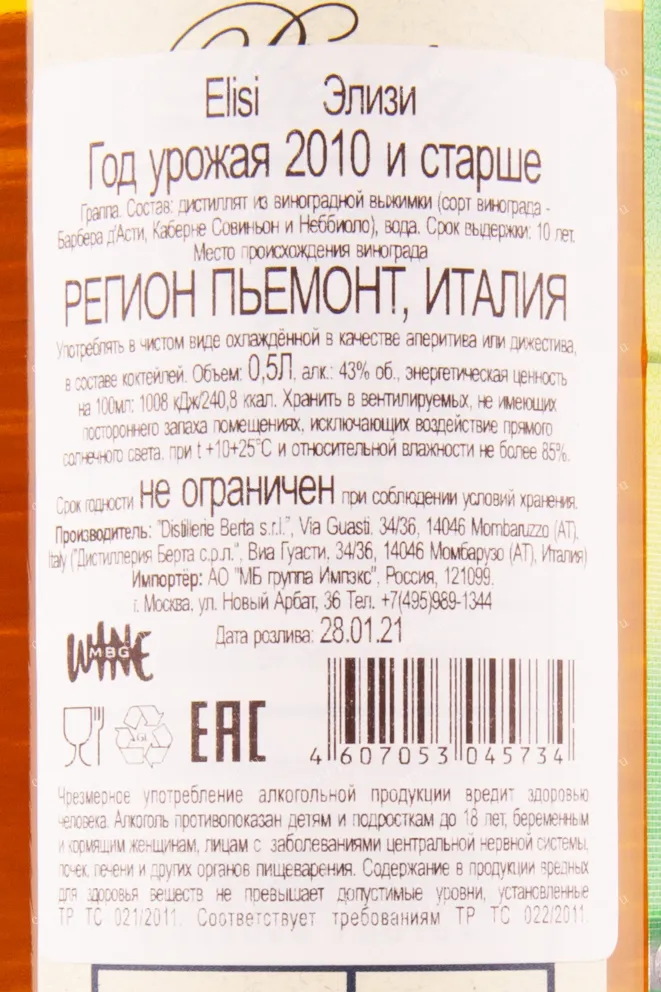 Elisi Элизи
Год урожая 2010 и старше
Граппа. Состав: дистиллят из виноградной выжимки (сорт винограда -
Барбера д'Асти, Каберне Совиньон и Неббиоло), вода. Срок выдержки: 10 лет.
Место происхождения винограда
РЕГИОН ПЬЕМОНТ, ИТАЛИЯ
Употреблять в чистом виде охлаждённой в качестве аперитива или дижестива,
в составе коктейлей. Объем: 0,5Л, алк.: 43% об., энергетическая ценность
на 100мл: 1008 кДж/240,8 ккал. Хранить в вентилируемых, не имеющих
постороннего запаха помещениях, исключающих воздействие прямого
солнечного света, при t +10+25°С и относительной влажности не более 85%.
Срок годности не ограничен при соблюдении условий хранения.
Производитель: "Distillerie Berta s.r.l.", Via Guasti, 34/36, 14046 Mombaruzzo (AT),
Italy ("Дистиллерия Берта с.р.л.", Виа Гуасти, 34/36, 14046 Момбарузо (АТ), Италия)
Импортёр: АО "МБ группа Импэкс", Россия, 121099,
г. Москва, ул. Новый Арбат, 36 Тел. +7(495)989-1344
Дата розлива: 28.01.21
WINE
MBG
GL
ЕАС
4 607053 045734
Чрезмерное употребление алкогольной продукции вредит здоровью
человека. Алкоголь противопоказан детям и подросткам до 18 лет, беременным
и кормящим женщинам, лицам с заболеваниями центральной нервной системы,
почек, печени и других органов пищеварения. Содержание в продукции вредных
для здоровья веществ не превышает допустимые уровни, установленные
ТР ТС 021/2011. Соответствует требованиям ТР ТС 022/2011.